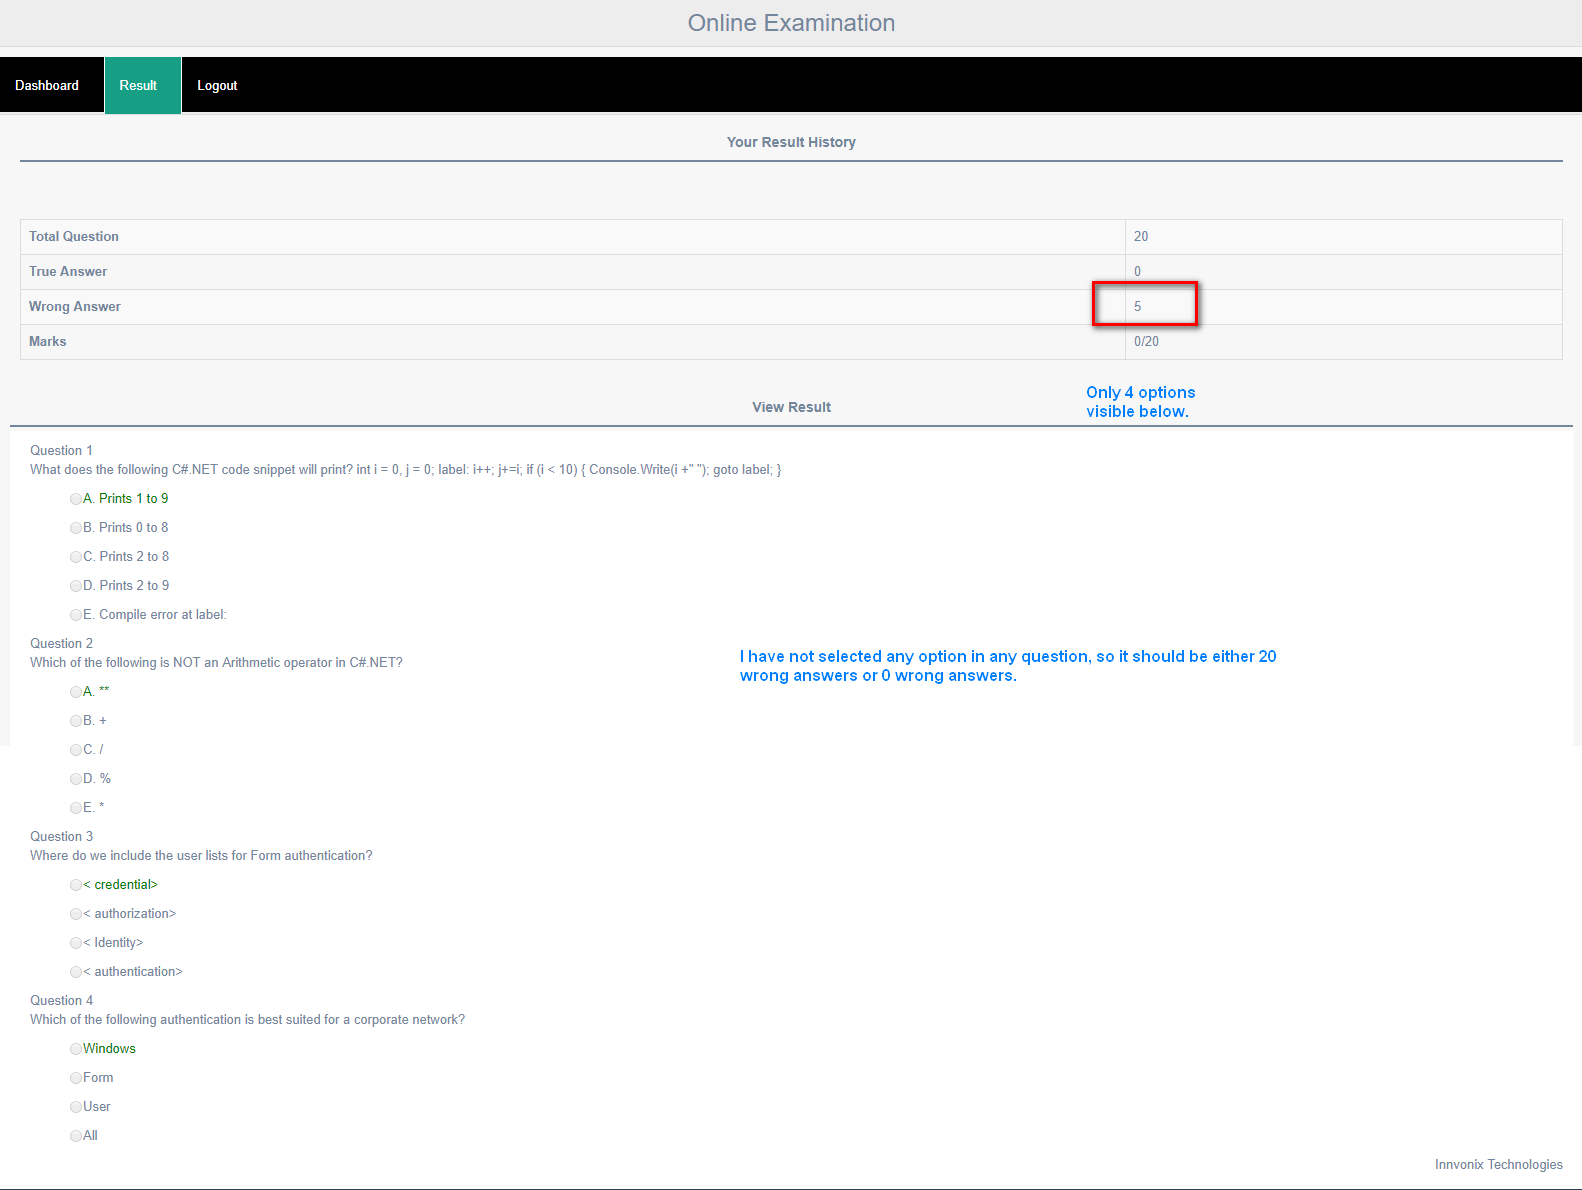 Online Examination
Dashboard Result Logout
Your Result History
Total Question 20
True Answer 0
Wrong Answer 5
Marks 0/20
Only 4 options
visible below.
View Result
Question 1
What does the following C#.NET code snippet will print? int i = 0, j = 0; label: i++; j+=i; if (i < 10) { Console.Write(i +" "); goto label; }
A. Prints 1 to 9
B. Prints 0 to 8
C. Prints 2 to 8
D. Prints 2 to 9
E. Compile error at label:
Question 2
Which of the following is NOT an Arithmetic operator in C#.NET?
I have not selected any option in any question, so it should be either 20
wrong answers or 0 wrong answers.
A. **
B. +
C. /
D. %
E. *
Question 3
Where do we include the user lists for Form authentication?
< credential>
< authorization>
< Identity>
< authentication>
Question 4
Which of the following authentication is best suited for a corporate network?
Windows
Form
User
All
Innvonix Technologies